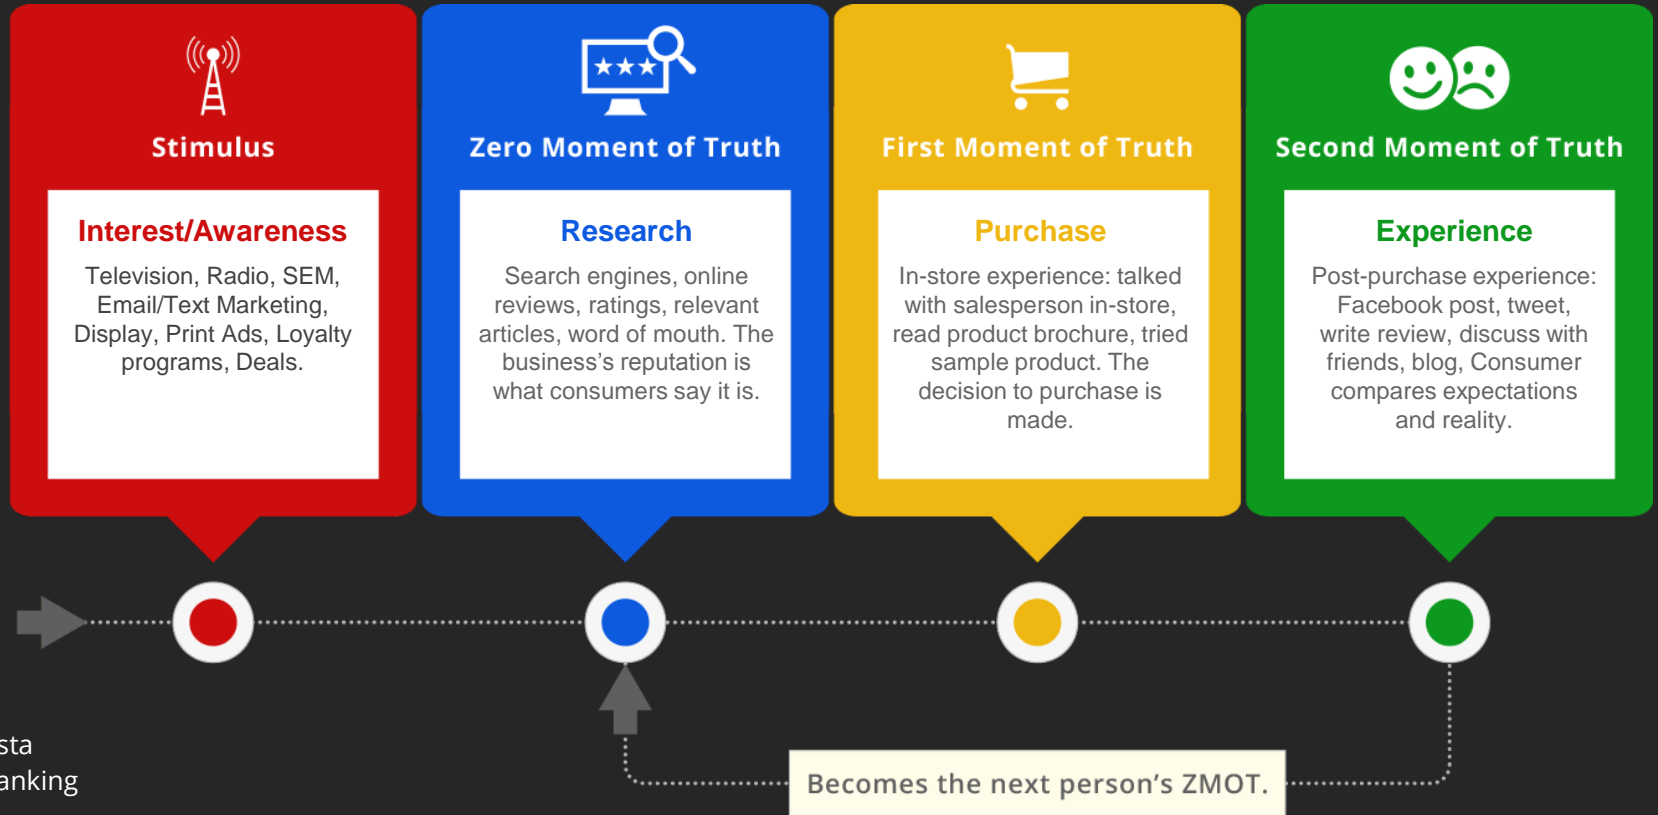 Stimulus
Interest/Awareness
Television, Radio, SEM,
Email/Text Marketing,
Display, Print Ads, Loyalty
programs, Deals.
Zero Moment of Truth
Research
Search engines, online
reviews, ratings, relevant
articles, word of mouth. The
business’s reputation is
what consumers say it is.
First Moment of Truth
Purchase
In-store experience: talked
with salesperson in-store,
read product brochure, tried
sample product. The
decision to purchase is
made.
Second Moment of Truth
Experience
Post-purchase experience:
Facebook post, tweet,
write review, discuss with
friends, blog, Consumer
compares expectations
and reality.
sta
anking
Becomes the next person’s ZMOT.